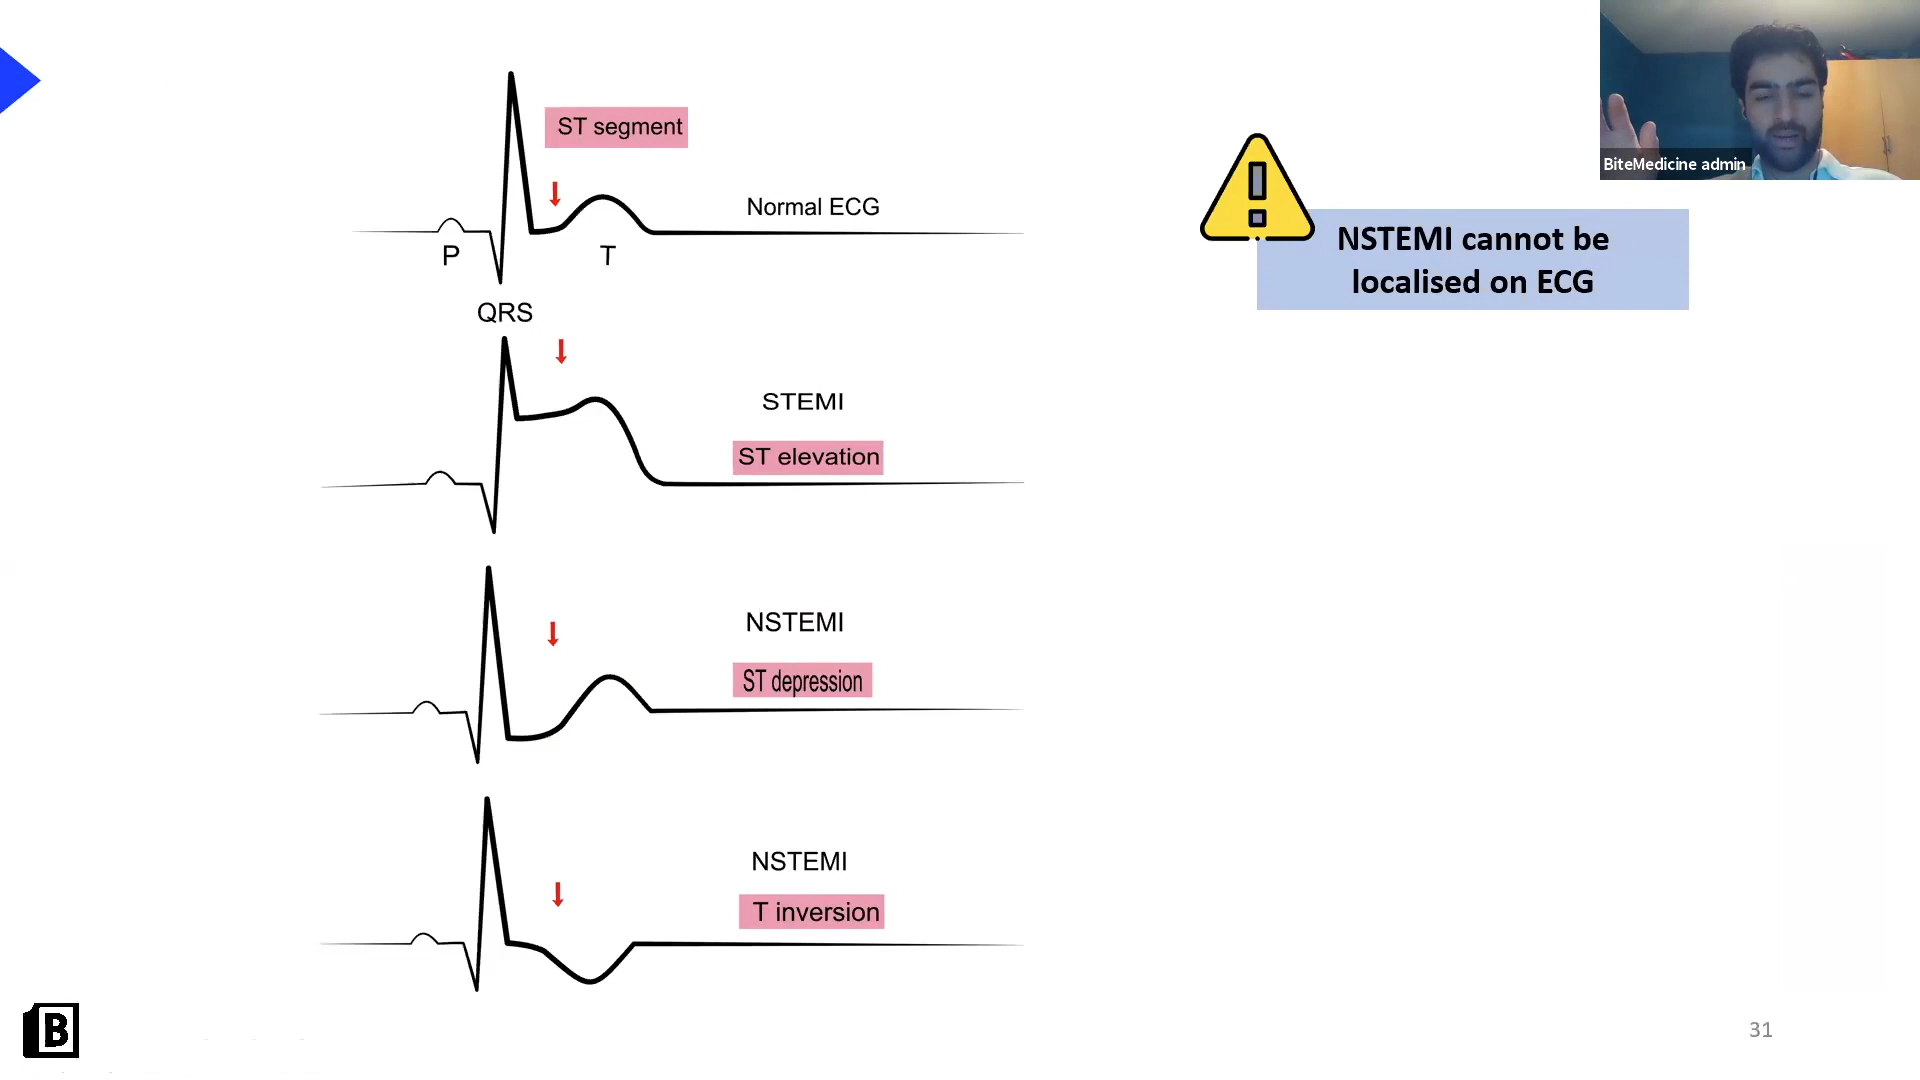 ST segment
Normal ECG
P
T
QRS
STEMI
ST elevation
NSTEMI
ST depression
NSTEMI
T inversion
NSTEMI cannot be
localised on ECG
BiteMedicine admin
B
31